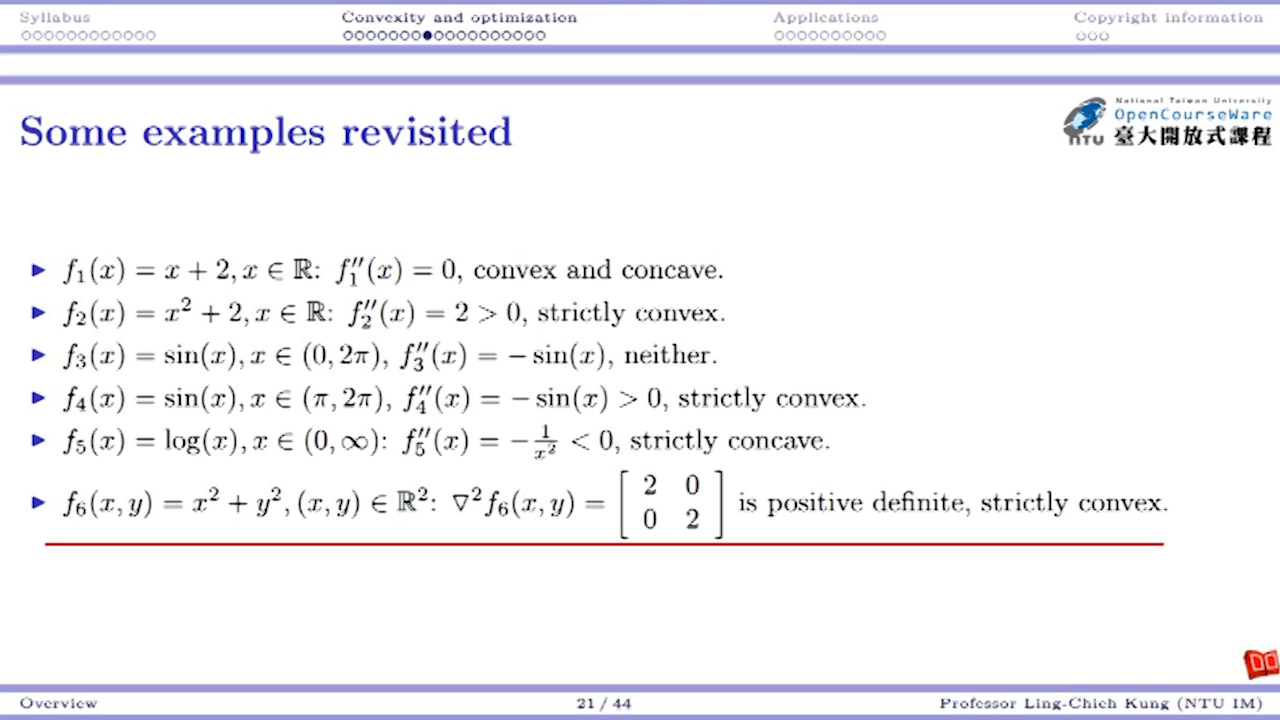 Syllabus
Convexity and optimization
Applications
Copyright information
Some examples revisited
National Taiwan University
OpenCourseWare
NTU 臺大開放式課程
▶ f₁(x) = x + 2, x ∈ ℝ: f₁″(x) = 0, convex and concave.
▶ f₂(x) = x² + 2, x ∈ ℝ: f₂″(x) = 2 > 0, strictly convex.
▶ f₃(x) = sin(x), x ∈ (0, 2π), f₃″(x) = − sin(x), neither.
▶ f₄(x) = sin(x), x ∈ (π, 2π), f₄″(x) = − sin(x) > 0, strictly convex.
▶ f₅(x) = log(x), x ∈ (0, ∞): f₅″(x) = −1/x² < 0, strictly concave.
▶ f₆(x, y) = x² + y², (x, y) ∈ ℝ²: ∇²f₆(x, y) = [2 0; 0 2] is positive definite, strictly convex.
Overview
21 / 44
Professor Ling-Chieh Kung (NTU IM)